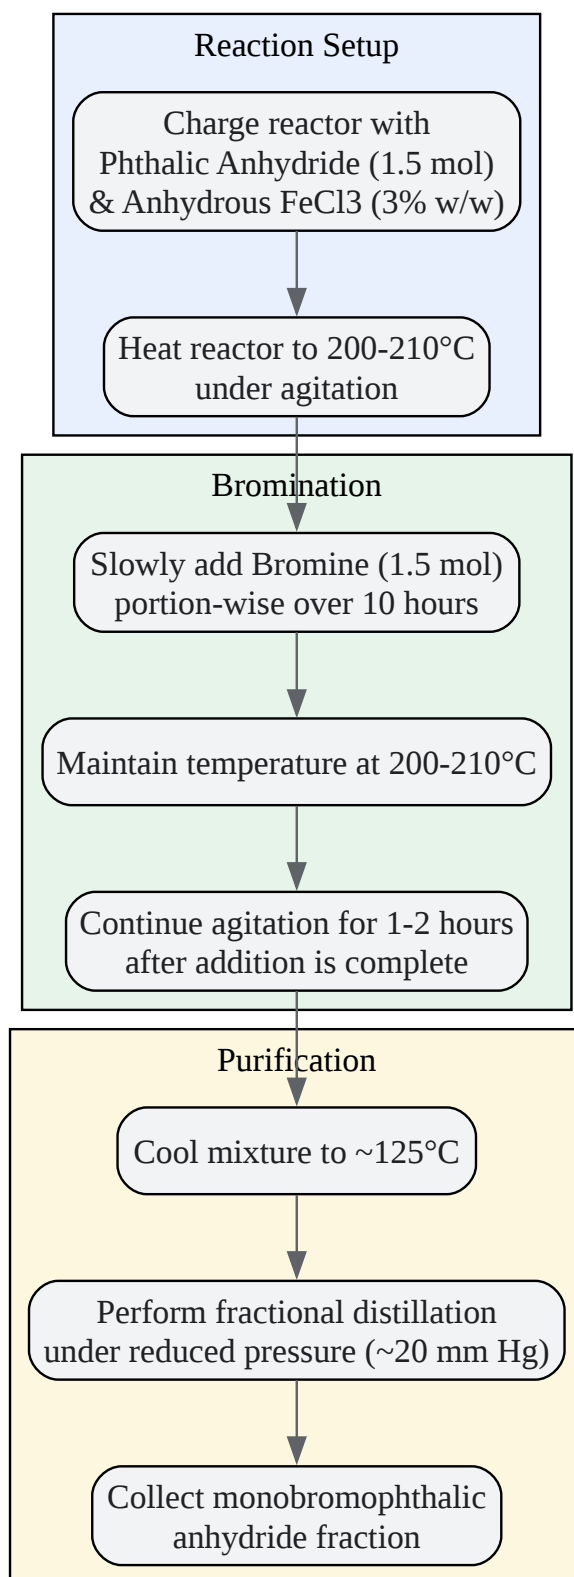 Reaction Setup
Charge reactor with
Phthalic Anhydride (1.5 mol)
& Anhydrous FeCl3 (3% w/w)
Heat reactor to 200-210°C
under agitation
Bromination
Slowly add Bromine (1.5 mol)
portion-wise over 10 hours
Maintain temperature at 200-210°C
Continue agitation for 1-2 hours
after addition is complete
Purification
Cool mixture to ~125°C
Perform fractional distillation
under reduced pressure (~20 mm Hg)
Collect monobromophthalic
anhydride fraction